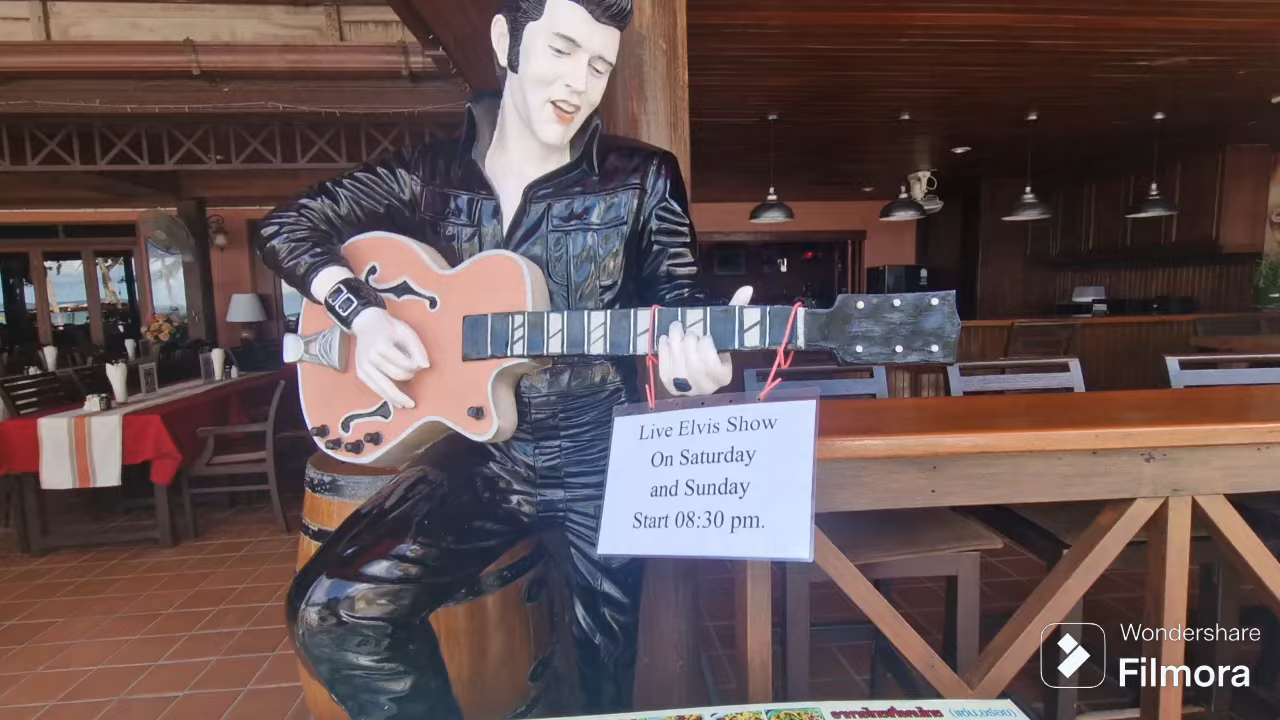 Live Elvis Show
On Saturday
and Sunday
Start 08:30 pm.
Wondershare
Filmora